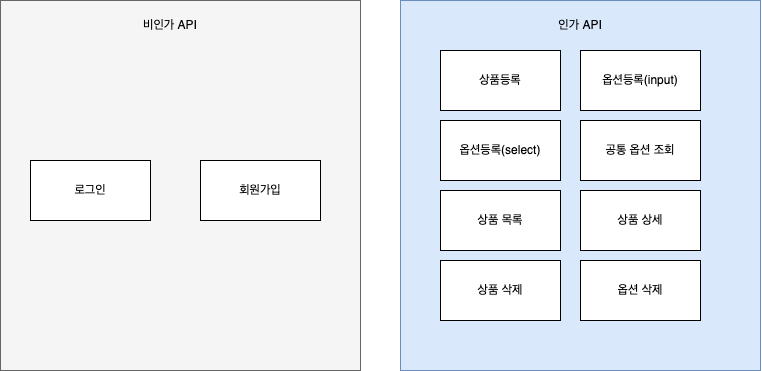 비인가 API
로그인
회원가입
인가 API
상품등록
옵션등록(input)
옵션등록(select)
공통 옵션 조회
상품 목록
상품 상세
상품 삭제
옵션 삭제